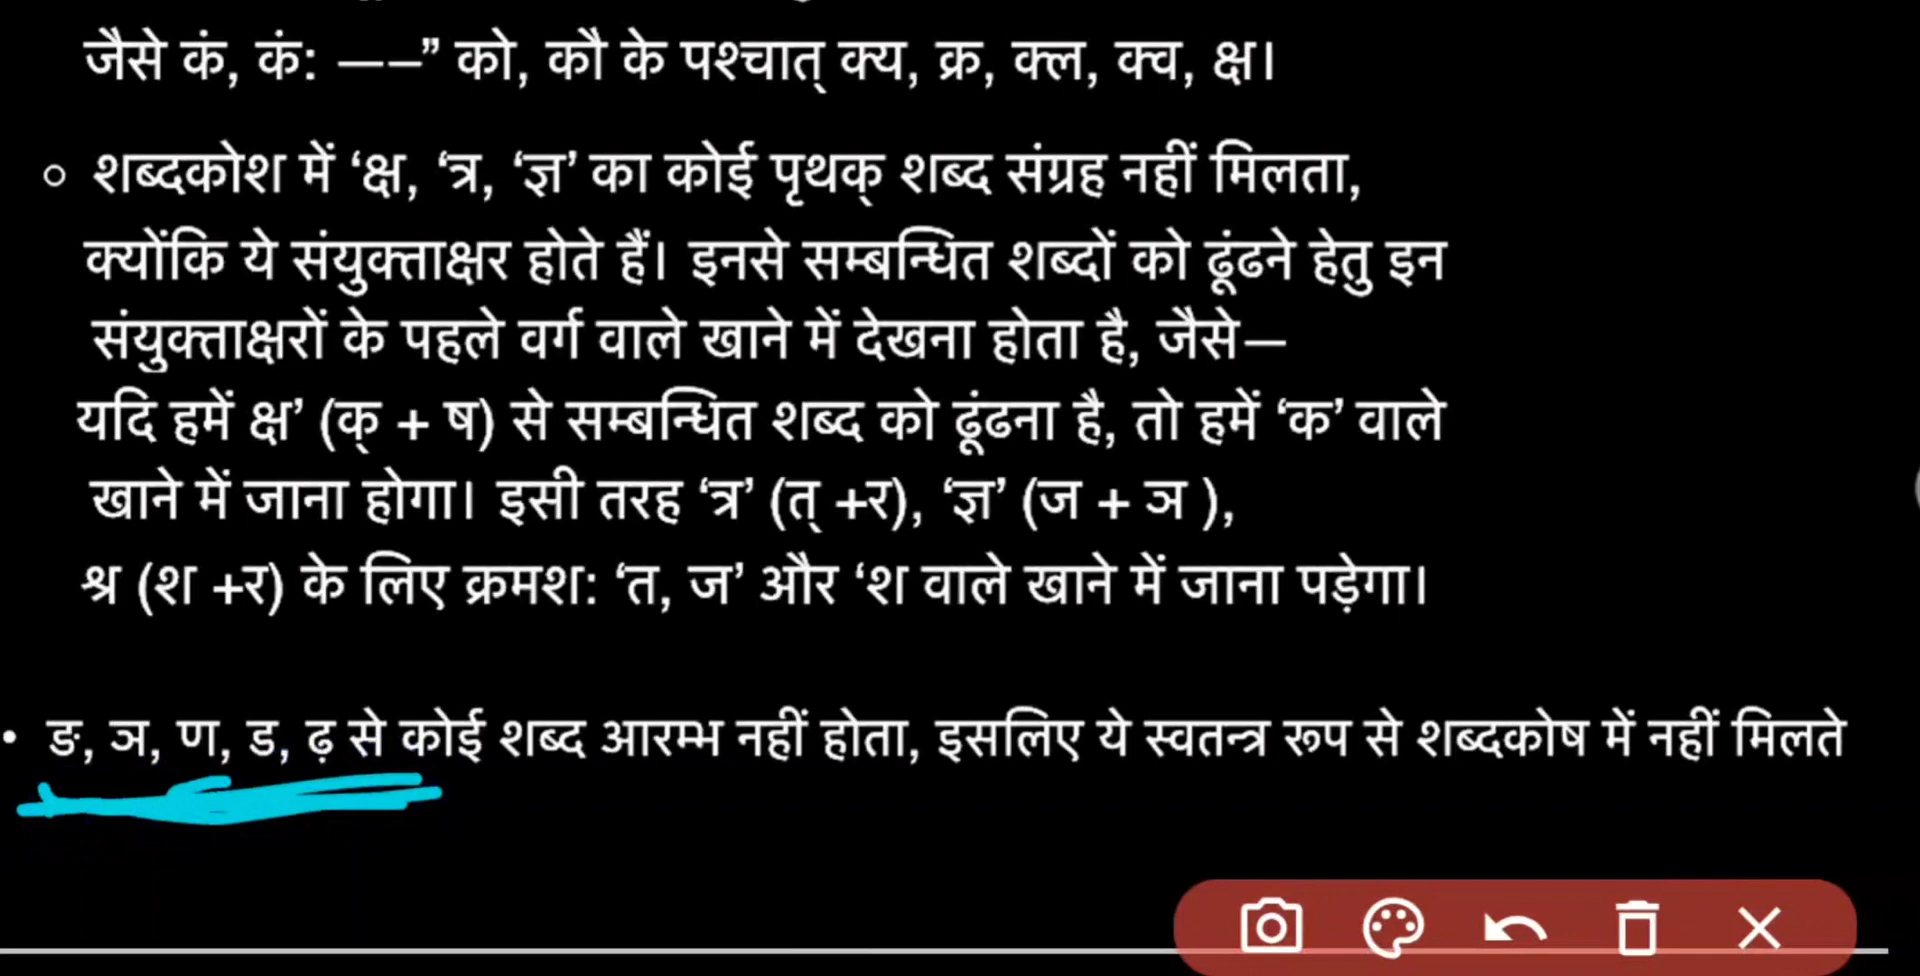 जैसे कं, कं: ——” को, कौ के पश्चात् क्य, क्र, क्ल, क्व, क्ष।
शब्दकोश में ‘क्ष, ‘त्र, ‘ज्ञ’ का कोई पृथक् शब्द संग्रह नहीं मिलता,
क्योंकि ये संयुक्ताक्षर होते हैं। इनसे सम्बन्धित शब्दों को ढूंढने हेतु इन
संयुक्ताक्षरों के पहले वर्ग वाले खाने में देखना होता है, जैसे—
यदि हमें क्ष’ (क् + ष) से सम्बन्धित शब्द को ढूंढना है, तो हमें ‘क’ वाले
खाने में जाना होगा। इसी तरह ‘त्र’ (त् +र), ‘ज्ञ’ (ज + ञ ),
श्र (श +र) के लिए क्रमश: ‘त, ज’ और ‘श वाले खाने में जाना पड़ेगा।
• ङ, ञ, ण, ड, ढ़ से कोई शब्द आरम्भ नहीं होता, इसलिए ये स्वतन्त्र रूप से शब्दकोष में नहीं मिलते